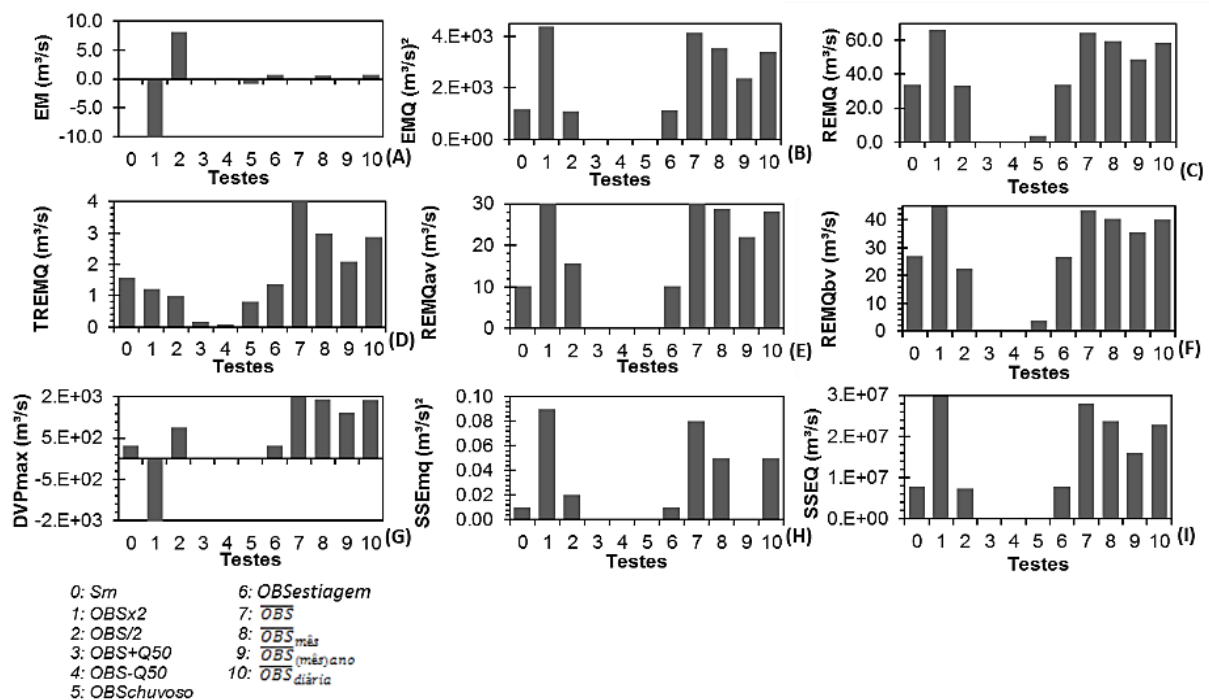 EM (m³/s)
10.0
5.0
0.0
-5.0
-10.0
0 1 2 3 4 5 6 7 8 9 10
Testes
(A)
EMQ (m³/s)²
4.E+03
2.E+03
0.E+00
0 1 2 3 4 5 6 7 8 9 10
Testes
(B)
REMQ (m³/s)
60.0
40.0
20.0
0.0
0 1 2 3 4 5 6 7 8 9 10
Testes
(C)
TREMQ (m³/s)
4
3
2
1
0
0 1 2 3 4 5 6 7 8 9 10
Testes
(D)
REMQav (m³/s)
30
20
10
0
0 1 2 3 4 5 6 7 8 9 10
Testes
(E)
REMQbv (m³/s)
40
30
20
10
0
0 1 2 3 4 5 6 7 8 9 10
Testes
(F)
DVPmax (m³/s)
2.E+03
5.E+02
-5.E+02
-2.E+03
0 1 2 3 4 5 6 7 8 9 10
Testes
(G)
SSEmq (m³/s)²
0.10
0.08
0.06
0.04
0.02
0.00
0 1 2 3 4 5 6 7 8 9 10
Testes
(H)
SSEQ (m³/s)
3.E+07
2.E+07
1.E+07
0.E+00
0 1 2 3 4 5 6 7 8 9 10
Testes
(I)
0: Sm
1: OBSx2
2: OBS/2
3: OBS+Q50
4: OBS-Q50
5: OBSchuvoso
6: OBSestiagem
7: O̅B̅S̅
8: O̅B̅S̅ mês
9: O̅B̅S̅ (mês)ano
10: O̅B̅S̅ diária